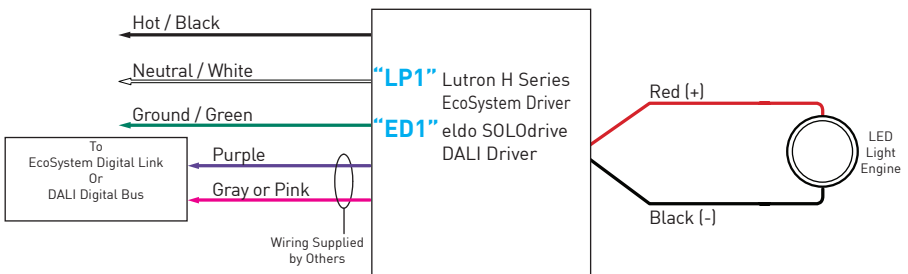 Hot / Black
Neutral / White
Ground / Green
To
EcoSystem Digital Link
Or
DALI Digital Bus
Purple
Gray or Pink
Wiring Supplied
by Others
“LP1” Lutron H Series
EcoSystem Driver
“ED1” eldo SOLOdrive
DALI Driver
Red (+)
Black (-)
LED
Light
Engine